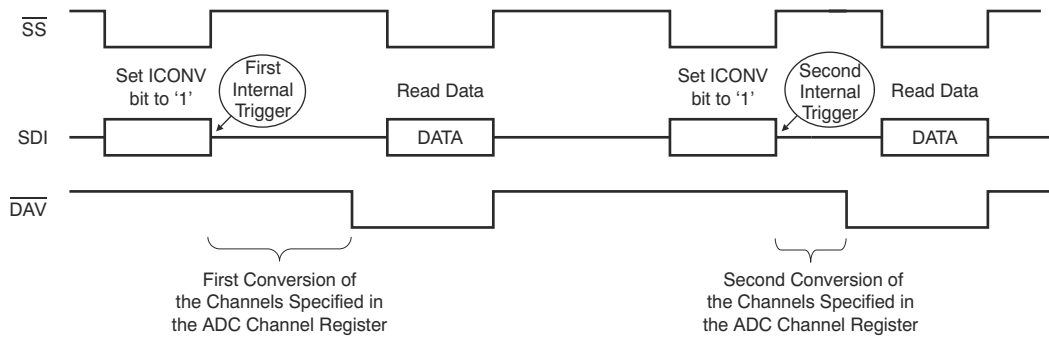 SS
Set ICONV
bit to ‘1’
First
Internal
Trigger
Read Data
Set ICONV
bit to ‘1’
Second
Internal
Trigger
Read Data
SDI
DATA
DATA
DAV
First Conversion of
the Channels Specified in
the ADC Channel Register
Second Conversion of
the Channels Specified in
the ADC Channel Register